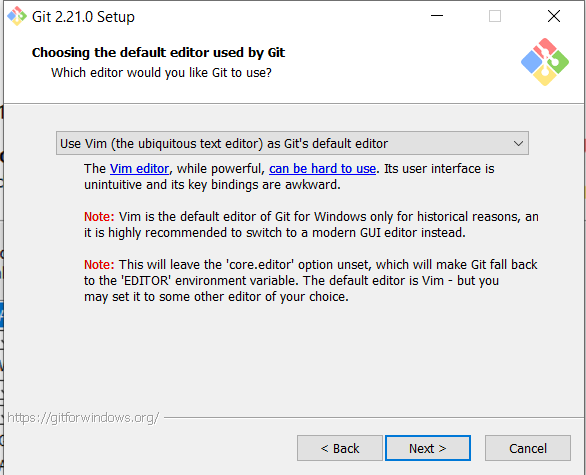 Git 2.21.0 Setup
Choosing the default editor used by Git
Which editor would you like Git to use?
Use Vim (the ubiquitous text editor) as Git's default editor
The Vim editor, while powerful, can be hard to use. Its user interface is
unintuitive and its key bindings are awkward.
Note: Vim is the default editor of Git for Windows only for historical reasons, an
it is highly recommended to switch to a modern GUI editor instead.
Note: This will leave the 'core.editor' option unset, which will make Git fall back
to the 'EDITOR' environment variable. The default editor is Vim - but you
may set it to some other editor of your choice.
https://gitforwindows.org/
< Back
Next >
Cancel